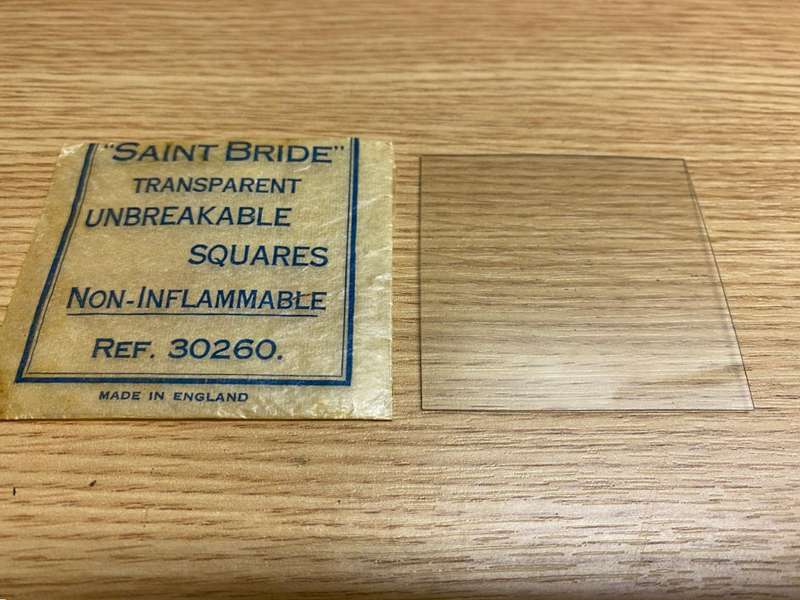 "SAINT BRIDE"
TRANSPARENT
UNBREAKABLE
SQUARES
NON-INFLAMMABLE
REF. 30260.
MADE IN ENGLAND